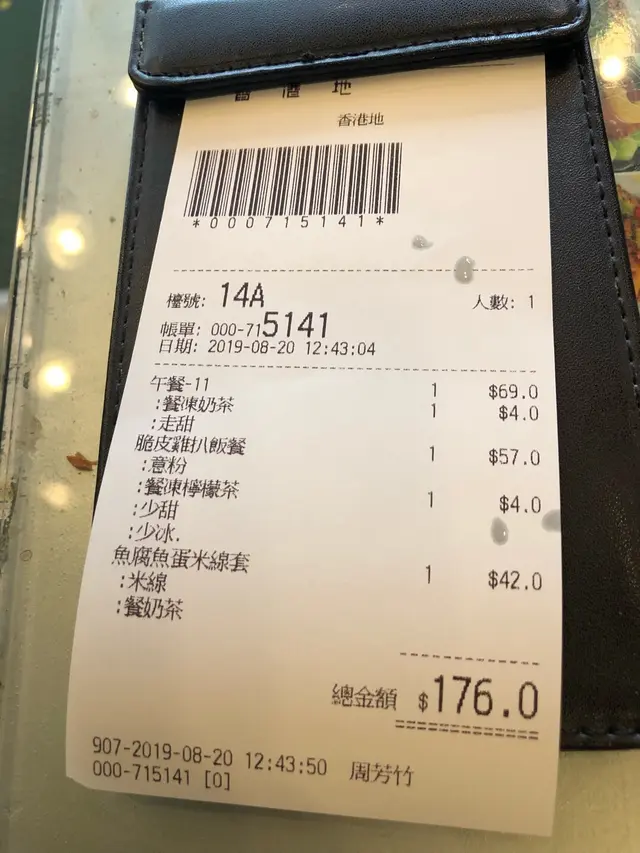 香港地
香港地
*000715141*
檯號: 14A 人數: 1
帳單: 000-715141
日期: 2019-08-20 12:43:04
午餐-11 1 $69.0
:餐凍奶茶 1 $4.0
:走甜
脆皮雞扒飯餐 1 $57.0
:意粉
:餐凍檸檬茶 1 $4.0
:少甜
:少冰.
魚腐魚蛋米線套 1 $42.0
:米線
:餐奶茶
總金額 $176.0
907-2019-08-20 12:43:50 周芳竹
000-715141 [0]